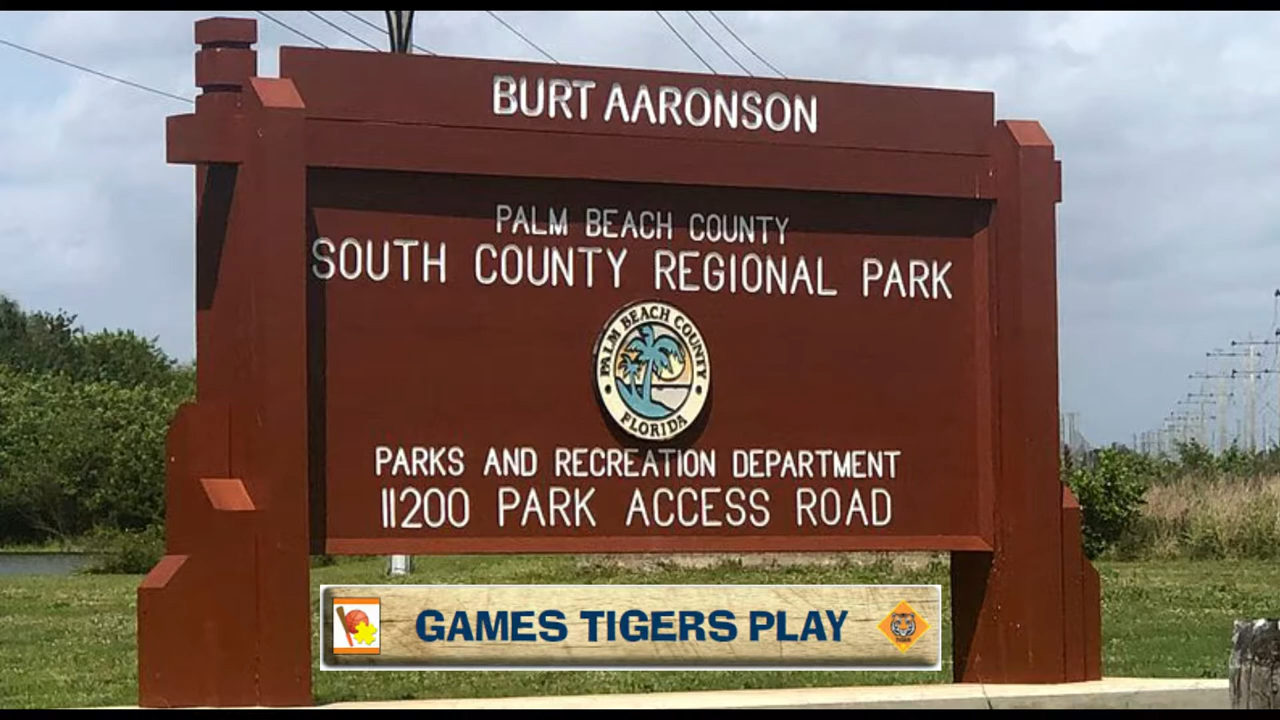 BURT AARONSON
PALM BEACH COUNTY
SOUTH COUNTY REGIONAL PARK
PALM BEACH COUNTY
FLORIDA
PARKS AND RECREATION DEPARTMENT
11200 PARK ACCESS ROAD
GAMES TIGERS PLAY
TIGER